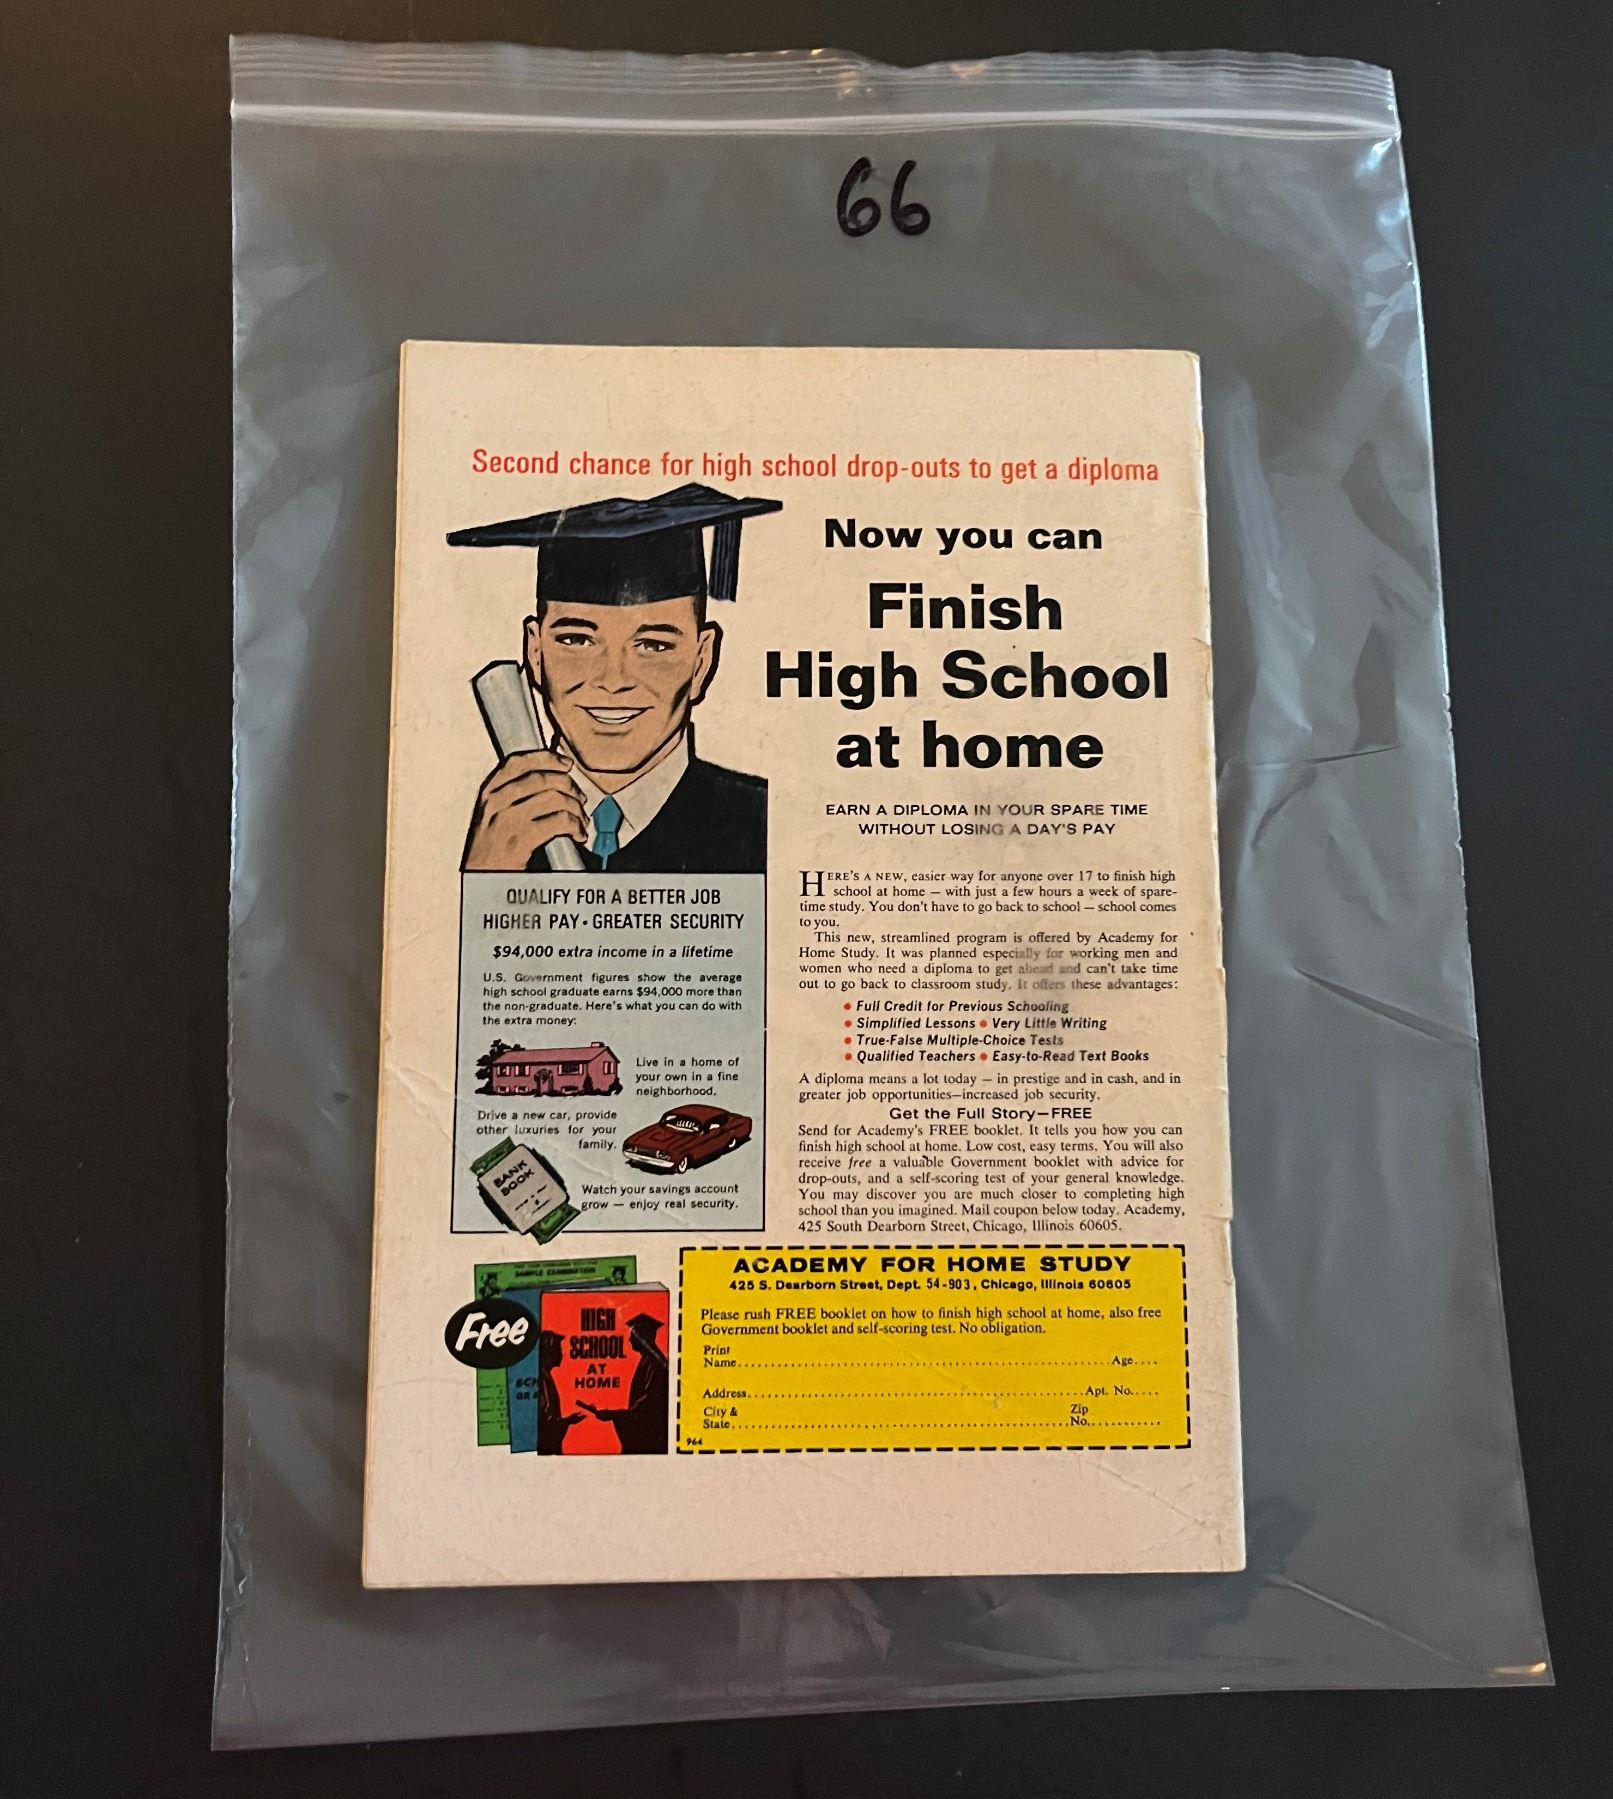 66
Second chance for high school drop-outs to get a diploma
Now you can
Finish
High School
at home
EARN A DIPLOMA IN YOUR SPARE TIME
WITHOUT LOSING A DAY'S PAY
QUALIFY FOR A BETTER JOB
HIGHER PAY • GREATER SECURITY
$94,000 extra income in a lifetime
U.S. Government figures show the average
high school graduate earns $94,000 more than
the non-graduate. Here's what you can do with
the extra money:
Live in a home of
your own in a fine
neighborhood.
Drive a new car, provide
other luxuries for your
family.
BANK
BOOK
Watch your savings account
grow — enjoy real security.
HERE'S A NEW, easier way for anyone over 17 to finish high
school at home — with just a few hours a week of spare-
time study. You don't have to go back to school — school comes
to you.
This new, streamlined program is offered by Academy for
Home Study. It was planned especially for working men and
women who need a diploma to get ahead and can't take time
out to go back to classroom study. It offers these advantages:
• Full Credit for Previous Schooling
• Simplified Lessons • Very Little Writing
• True-False Multiple-Choice Tests
• Qualified Teachers • Easy-to-Read Text Books
A diploma means a lot today — in prestige and in cash, and in
greater job opportunities—increased job security.
Get the Full Story—FREE
Send for Academy's FREE booklet. It tells you how you can
finish high school at home. Low cost, easy terms. You will also
receive free a valuable Government booklet with advice for
drop-outs, and a self-scoring test of your general knowledge.
You may discover you are much closer to completing high
school than you imagined. Mail coupon below today. Academy,
425 South Dearborn Street, Chicago, Illinois 60605.
SAMPLE EXAMINATION
Free
HIGH
SCHOOL
AT
HOME
ACADEMY FOR HOME STUDY
425 S. Dearborn Street, Dept. 54-903, Chicago, Illinois 60605
Please rush FREE booklet on how to finish high school at home, also free
Government booklet and self-scoring test. No obligation.
Print
Name Age
Address Apt. No.
City & Zip
State No.
964